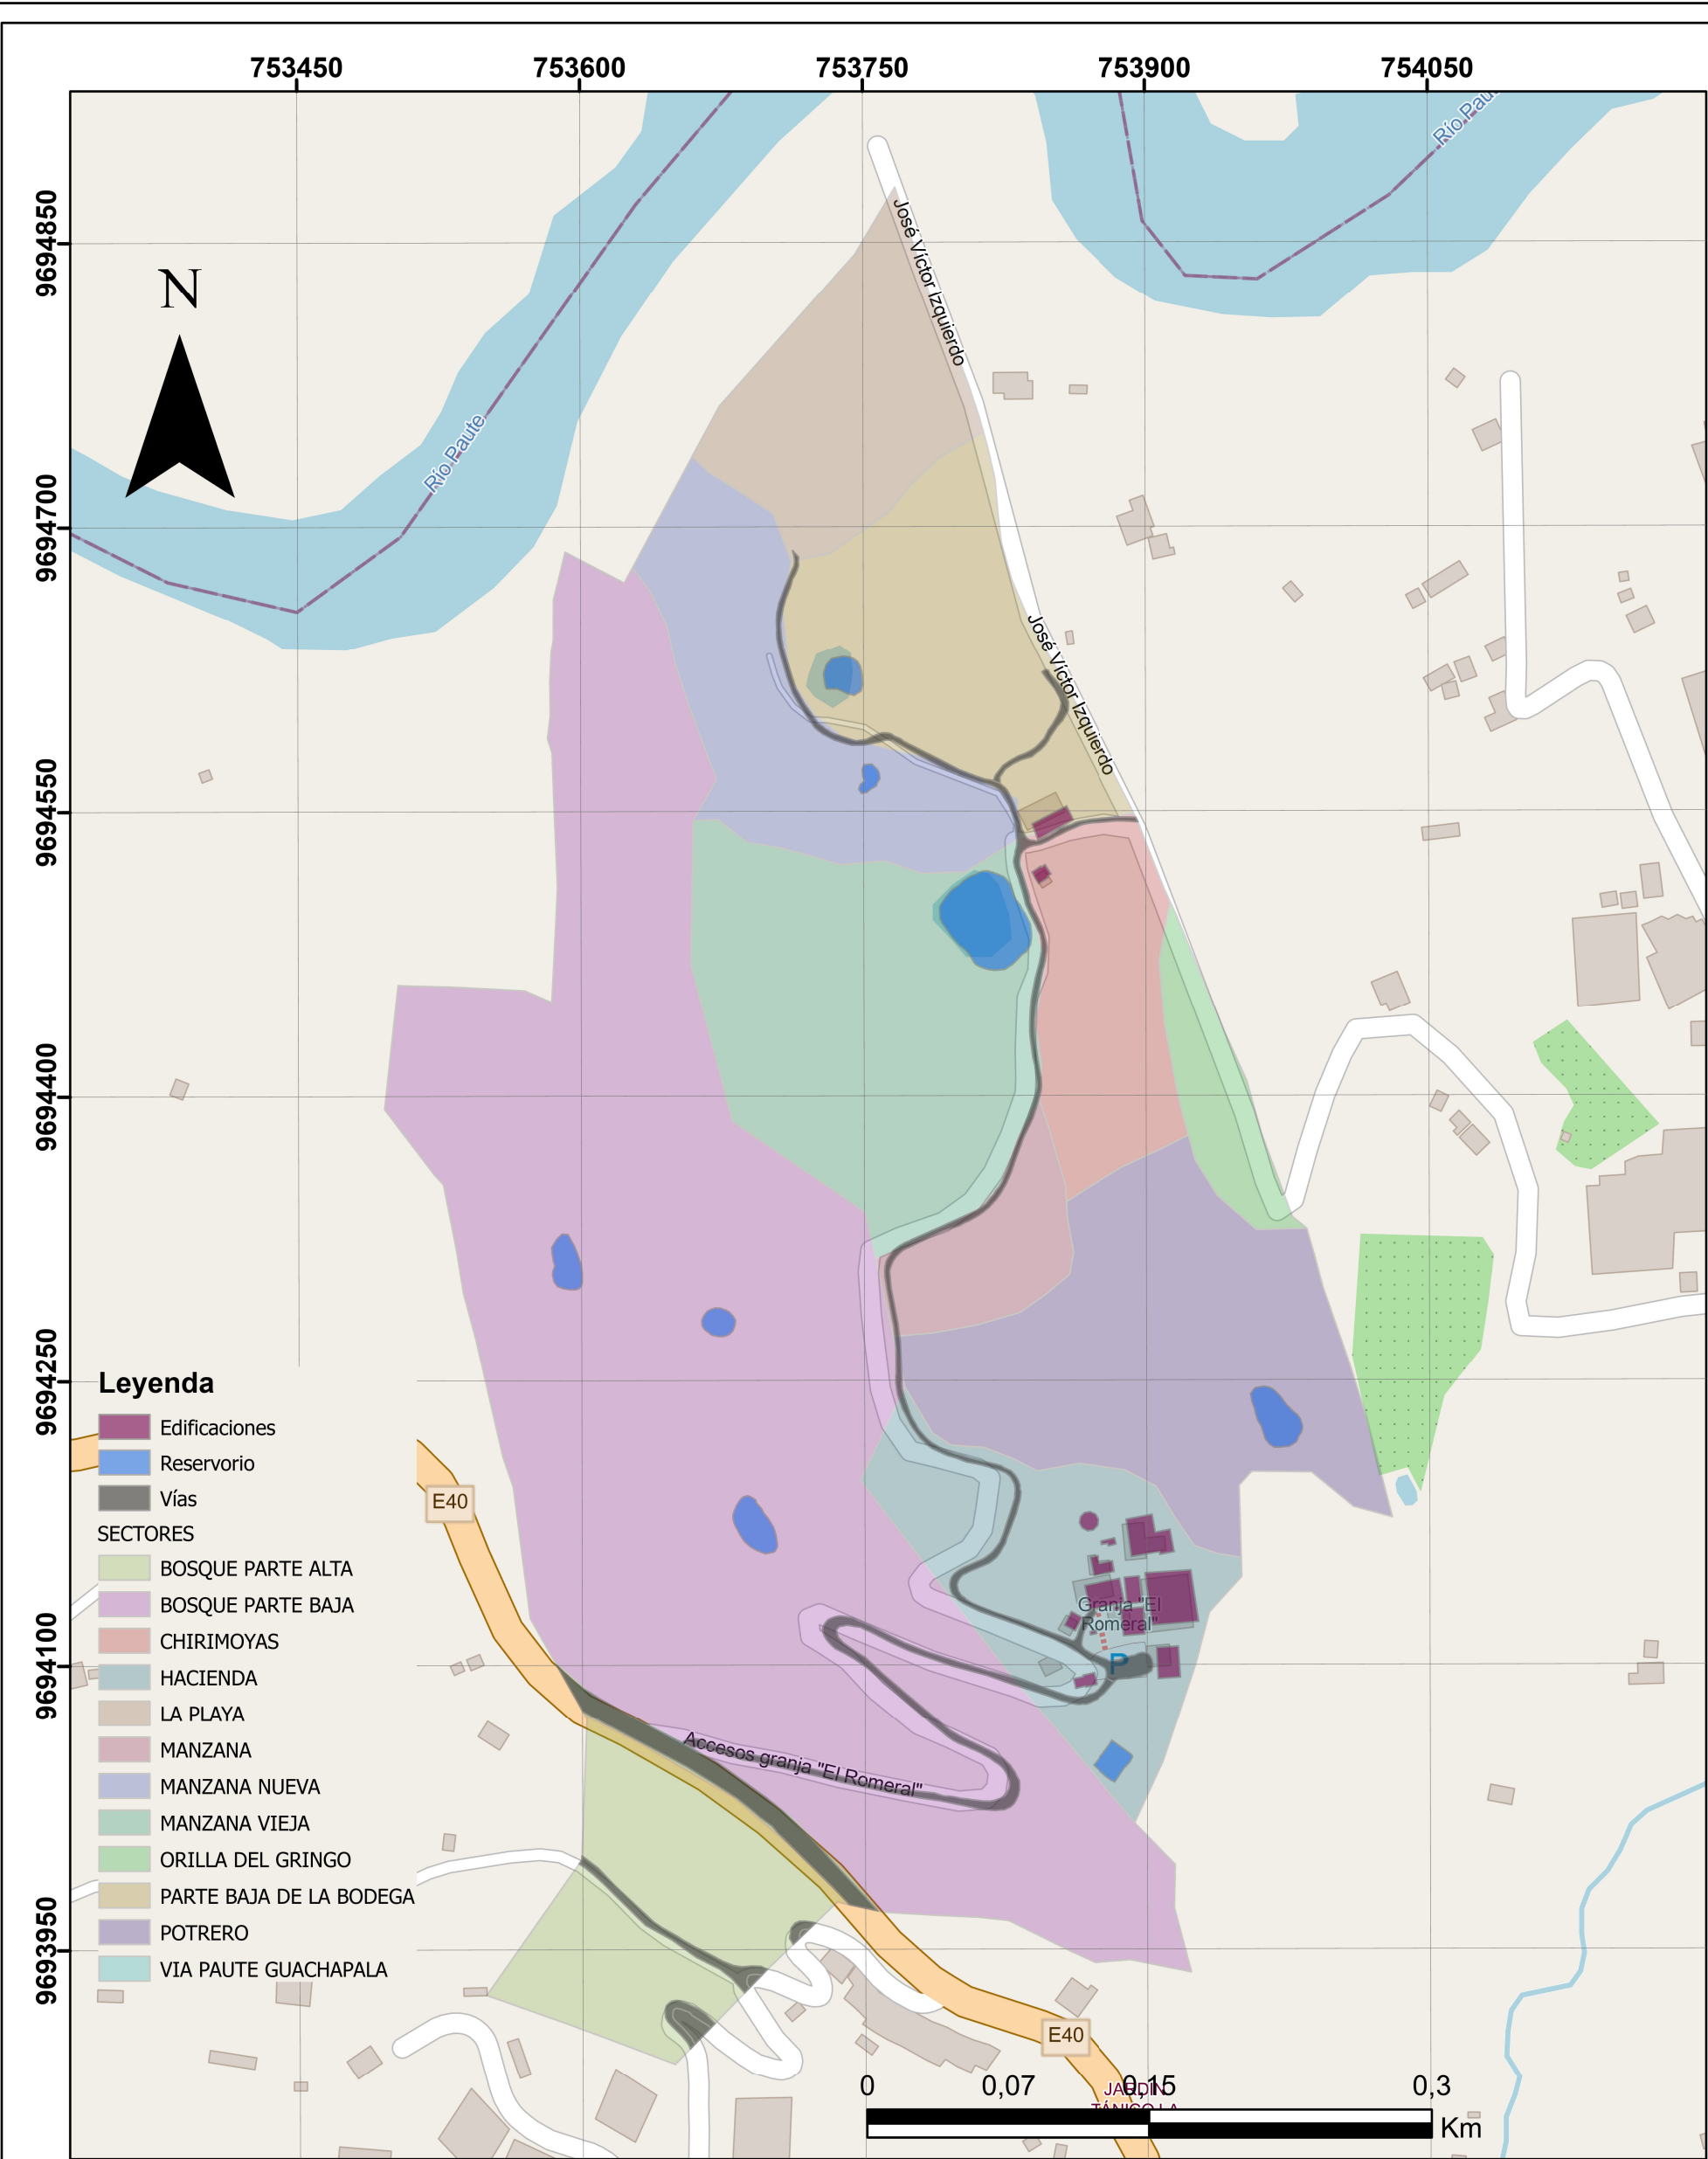 753450 753600 753750 753900 754050
Río Paute
José Víctor Izquierdo
9694850
N
Río Paute
9694700
José Víctor Izquierdo
9694550
9694400
9694250
Leyenda
Edificaciones
Reservorio
Vías
SECTORES
BOSQUE PARTE ALTA
BOSQUE PARTE BAJA
CHIRIMOYAS
HACIENDA
LA PLAYA
MANZANA
MANZANA NUEVA
MANZANA VIEJA
ORILLA DEL GRINGO
PARTE BAJA DE LA BODEGA
POTRERO
VIA PAUTE GUACHAPALA
E40
Granja "El
Romeral"
P
9694100
Accesos granja "El Romeral"
9693950
E40
0 0,07 0,15 0,3
JARDIN
Km